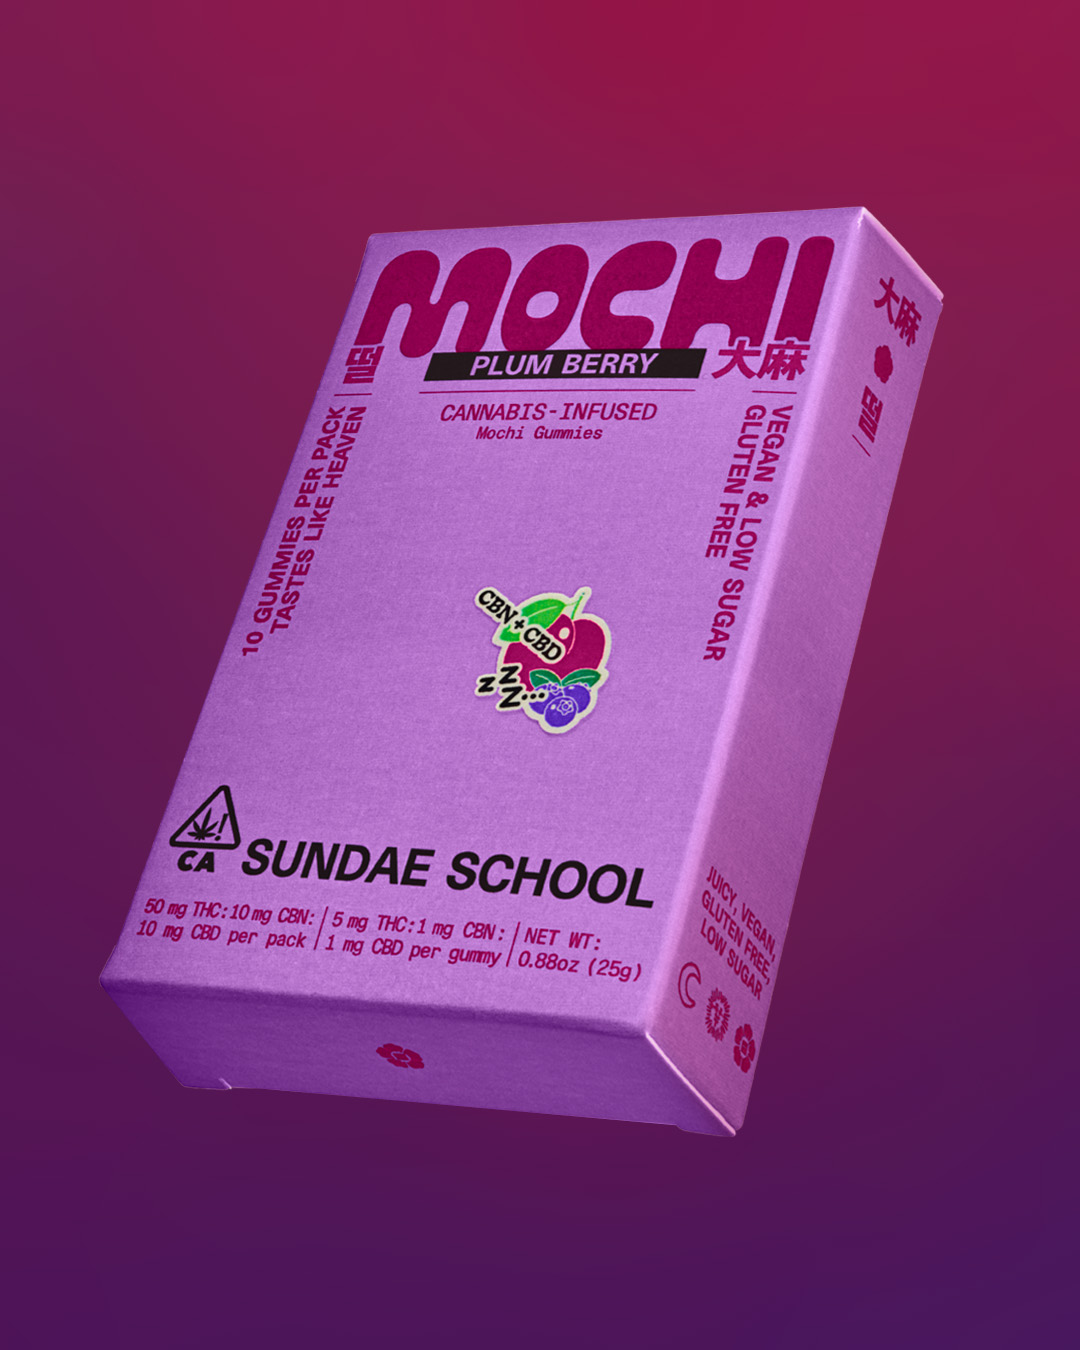 MOCHI
떨
PLUM BERRY
大麻
CANNABIS-INFUSED
Mochi Gummies
10 GUMMIES PER PACK
TASTES LIKE HEAVEN
VEGAN & LOW SUGAR
GLUTEN FREE
CBN+CBD
Z
Z
Z...
CA
SUNDAE SCHOOL
50 mg THC:10 mg CBN:
10 mg CBD per pack
5 mg THC:1 mg CBN:
1 mg CBD per gummy
NET WT:
0.88oz (25g)
大麻
떨
JUICY, VEGAN,
GLUTEN FREE,
LOW SUGAR